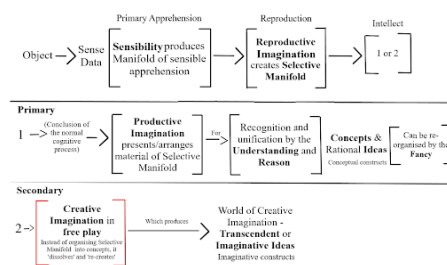 Primary Apprehension
Reproduction
Intellect
Object
Sense
Data
Sensibility produces
Manifold of sensible
apprehension
Reproductive
Imagination
creates Selective
Manifold
1 or 2
Primary
1
(Conclusion of
the normal
cognitive
process)
Productive
Imagination
presents/arranges
material of Selective
Manifold
For
Recognition and
unification by the
Understanding and
Reason
Concepts &
Rational Ideas
Conceptual constructs
Can be re-
organised by the
Fancy
Secondary
2
Creative
Imagination in
free play
Instead of organising Selective
Manifold into concepts, it
'dissolves' and 're-creates'
Which produces
World of Creative
Imagination -
Transcendent or
Imaginative Ideas
Imaginative constructs